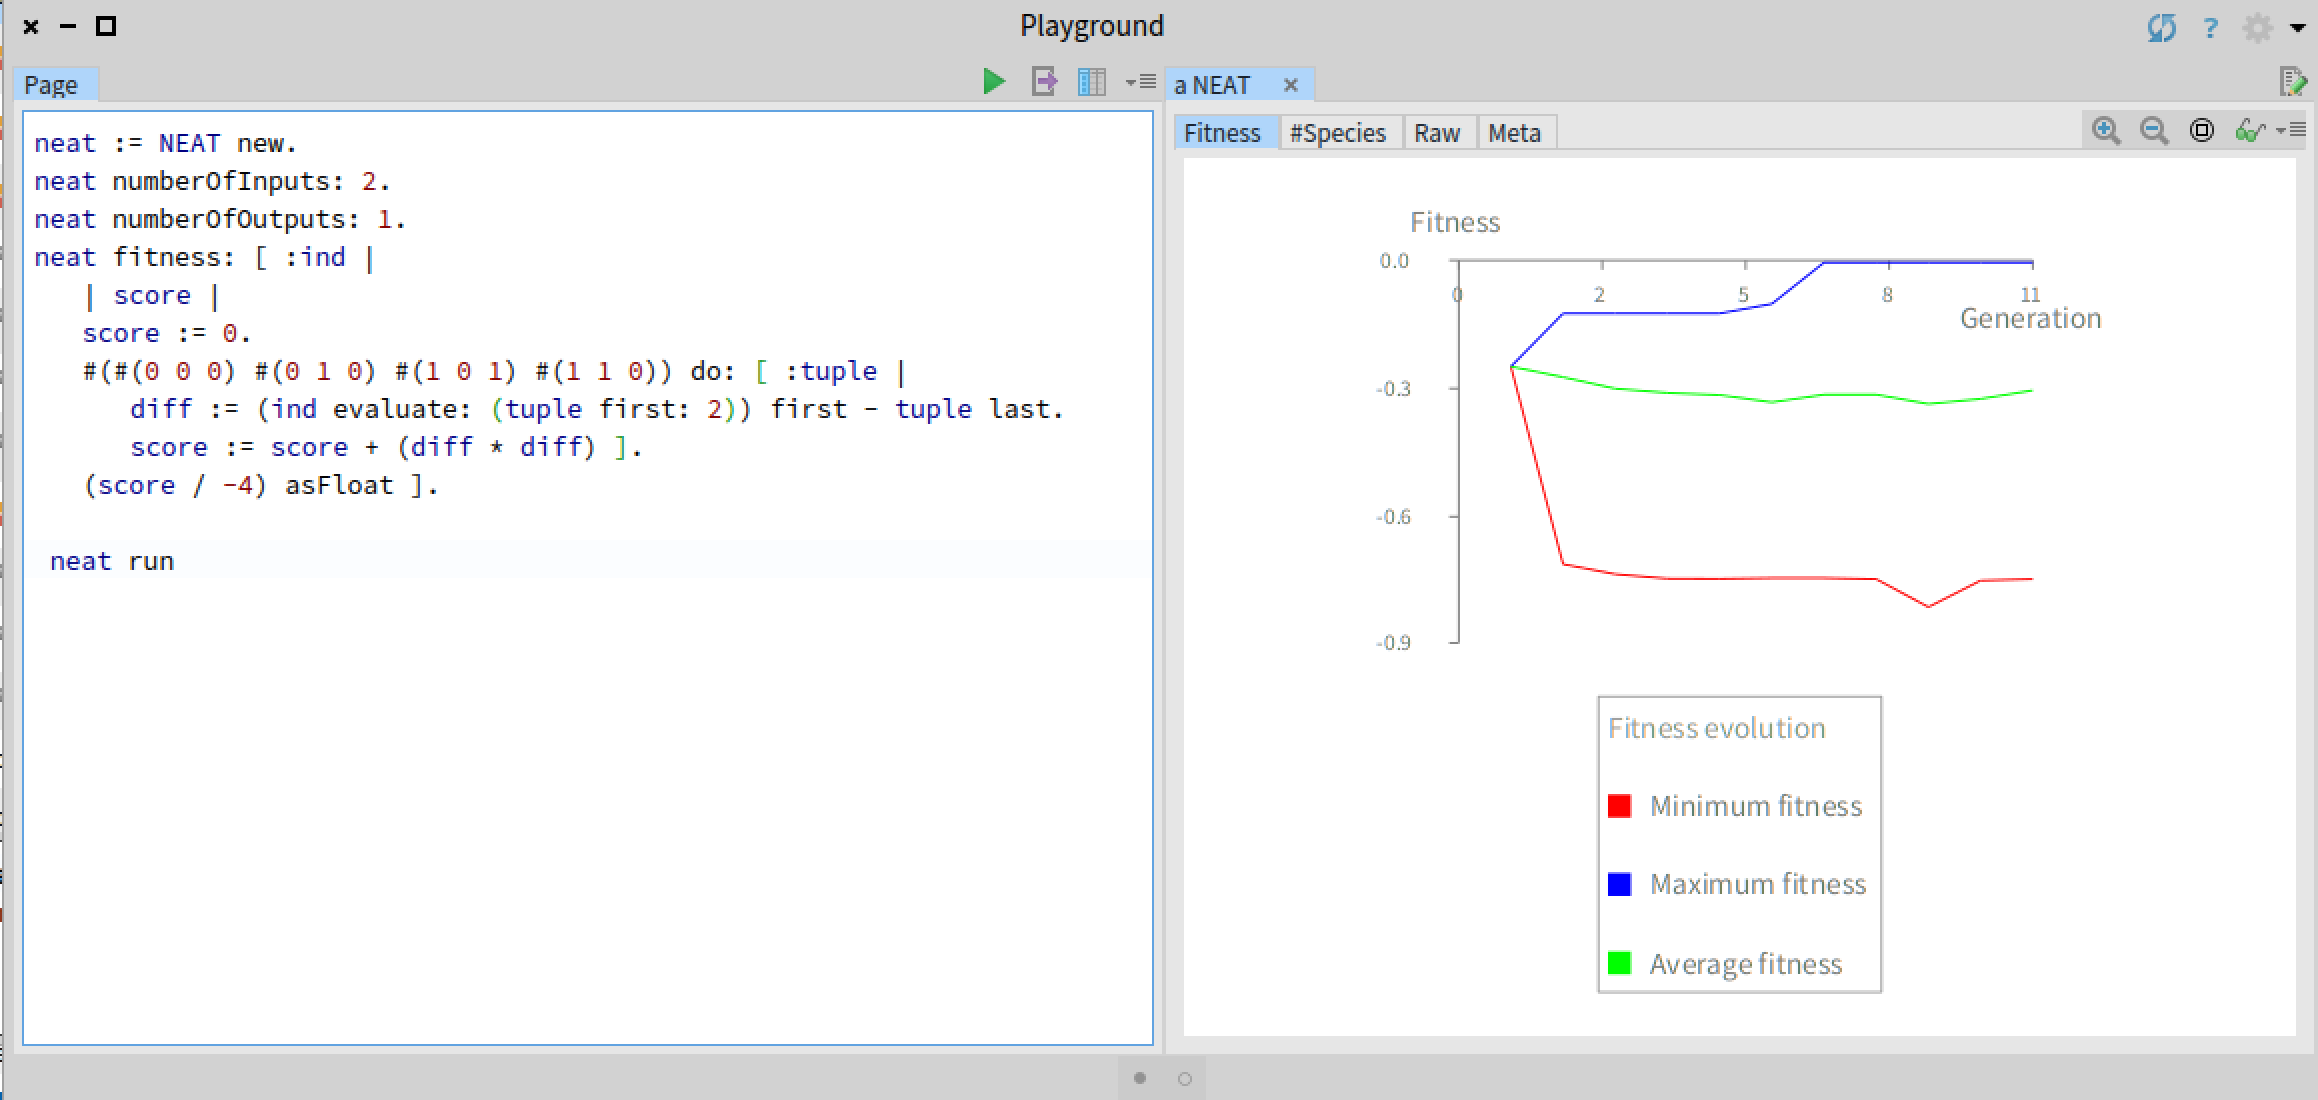 Playground
?
Page
a NEAT ×
neat := NEAT new.
neat numberOfInputs: 2.
neat numberOfOutputs: 1.
neat fitness: [ :ind |
| score |
score := 0.
#(#(0 0 0) #(0 1 0) #(1 0 1) #(1 1 0)) do: [ :tuple |
diff := (ind evaluate: (tuple first: 2)) first - tuple last.
score := score + (diff * diff) ].
(score / -4) asFloat ].
neat run
Fitness #Species Raw Meta
Fitness
0.0
0 2 5 8 11
Generation
-0.3
-0.6
-0.9
Fitness evolution
Minimum fitness
Maximum fitness
Average fitness